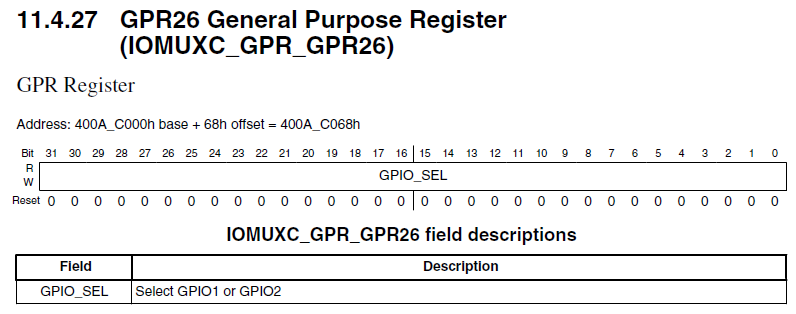 11.4.27 GPR26 General Purpose Register
(IOMUXC_GPR_GPR26)
GPR Register
Address: 400A_C000h base + 68h offset = 400A_C068h
Bit 31 30 29 28 27 26 25 24 23 22 21 20 19 18 17 16 15 14 13 12 11 10 9 8 7 6 5 4 3 2 1 0
R
GPIO_SEL
W
Reset 0 0 0 0 0 0 0 0 0 0 0 0 0 0 0 0 0 0 0 0 0 0 0 0 0 0 0 0 0 0 0 0
IOMUXC_GPR_GPR26 field descriptions
Field Description
GPIO_SEL Select GPIO1 or GPIO2